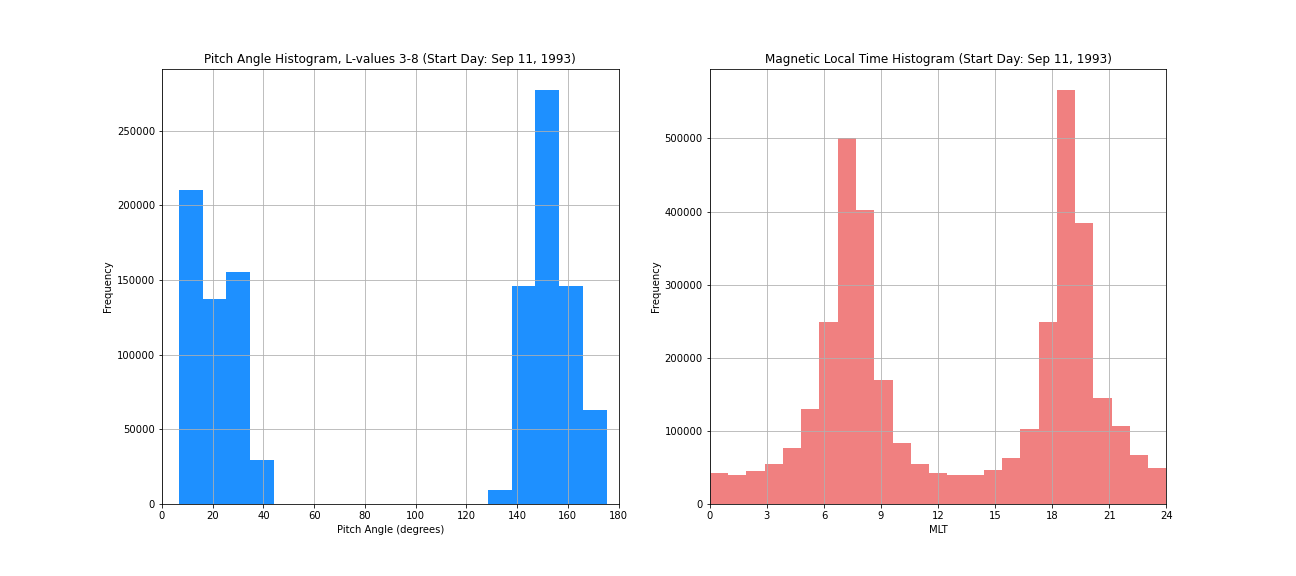 Pitch Angle Histogram, L-values 3-8 (Start Day: Sep 11, 1993)
Frequency
250000
200000
150000
100000
50000
0
0 20 40 60 80 100 120 140 160 180
Pitch Angle (degrees)
Magnetic Local Time Histogram (Start Day: Sep 11, 1993)
Frequency
500000
400000
300000
200000
100000
0
0 3 6 9 12 15 18 21 24
MLT